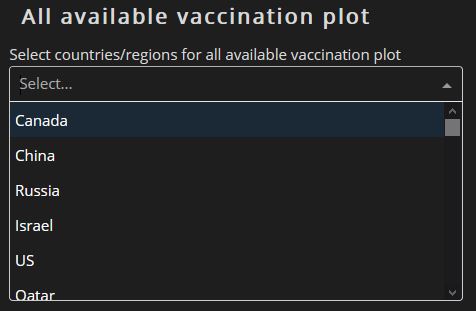 All available vaccination plot
Select countries/regions for all available vaccination plot
Select...
Canada
China
Russia
Israel
US
Qatar